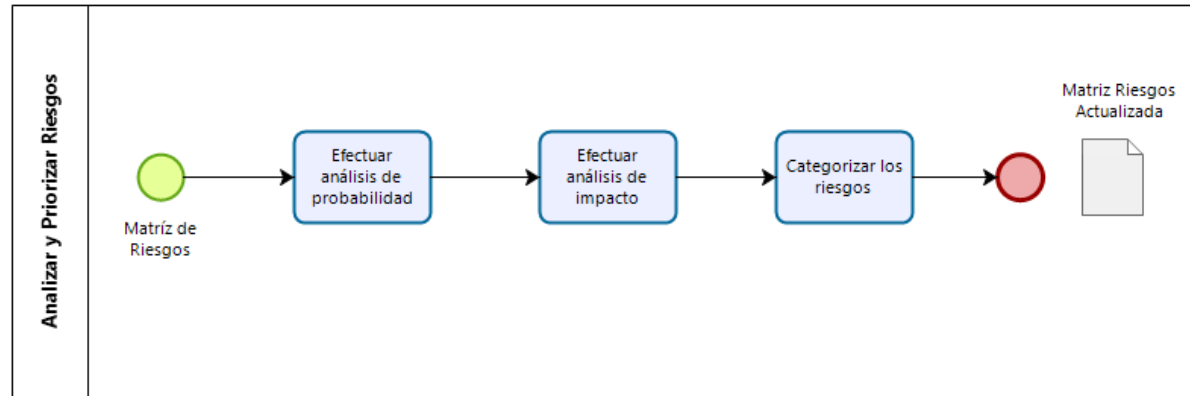 Analizar y Priorizar Riesgos
Matríz de
Riesgos
Efectuar
análisis de
probabilidad
Efectuar
análisis de
impacto
Categorizar los
riesgos
Matriz Riesgos
Actualizada